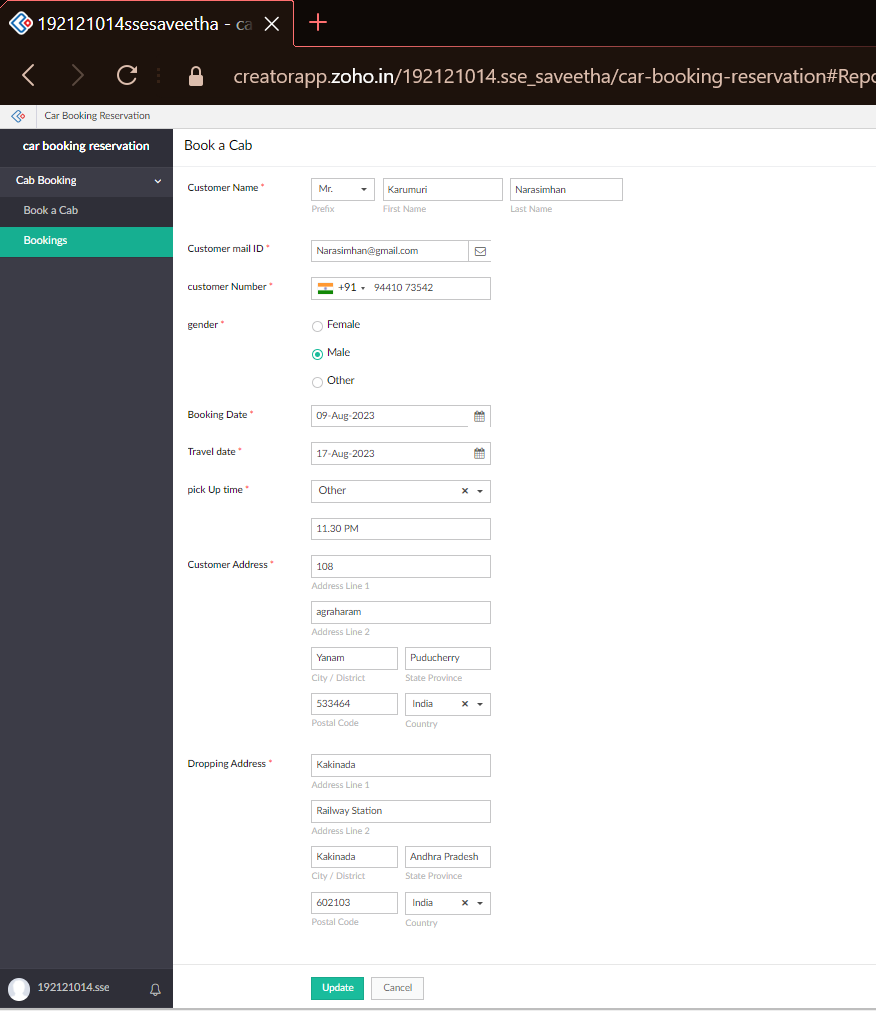 192121014ssesaveetha - ca
creatorapp.zoho.in/192121014.sse_saveetha/car-booking-reservation#Repo
Car Booking Reservation
car booking reservation
Cab Booking
Book a Cab
Bookings
192121014.sse
Book a Cab
Customer Name *
Mr. Karumuri Narasimhan
Prefix First Name Last Name
Customer mail ID *
Narasimhan@gmail.com
customer Number *
+91 94410 73542
gender *
Female
Male
Other
Booking Date *
09-Aug-2023
Travel date *
17-Aug-2023
pick Up time *
Other
11.30 PM
Customer Address *
108
Address Line 1
agraharam
Address Line 2
Yanam Puducherry
City / District State Province
533464 India
Postal Code Country
Dropping Address *
Kakinada
Address Line 1
Railway Station
Address Line 2
Kakinada Andhra Pradesh
City / District State Province
602103 India
Postal Code Country
Update Cancel